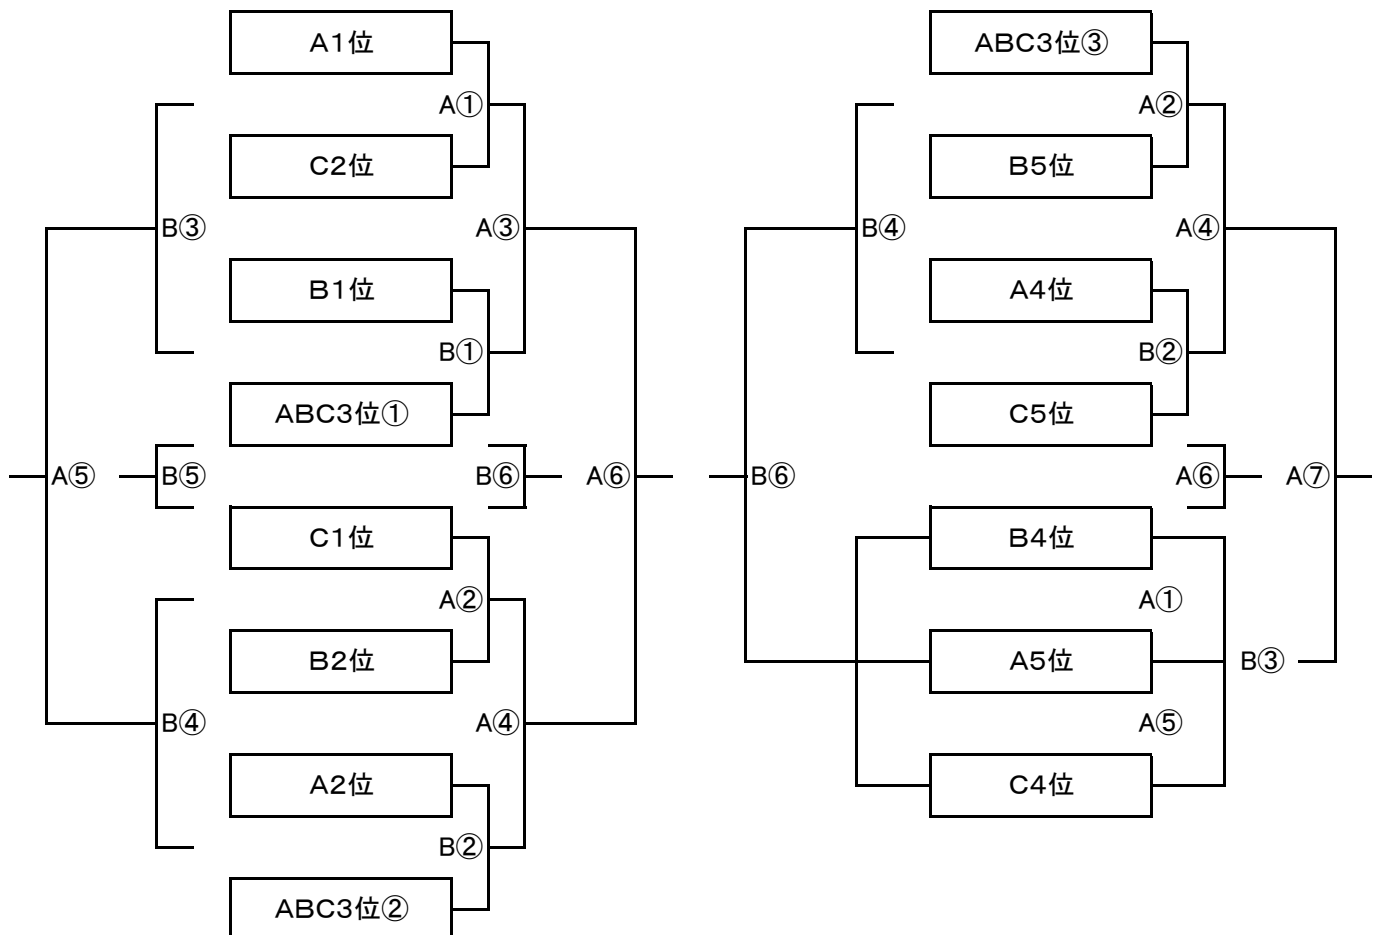 A1位
A①
C2位
B③
A③
B1位
B①
ABC3位①
A⑤
B⑤
B⑥
A⑥
C1位
A②
B2位
B④
A④
A2位
B②
ABC3位②
ABC3位③
A②
B5位
B④
A④
A4位
B②
C5位
B⑥
A⑥
A⑦
B4位
A①
A5位
B③
A⑤
C4位